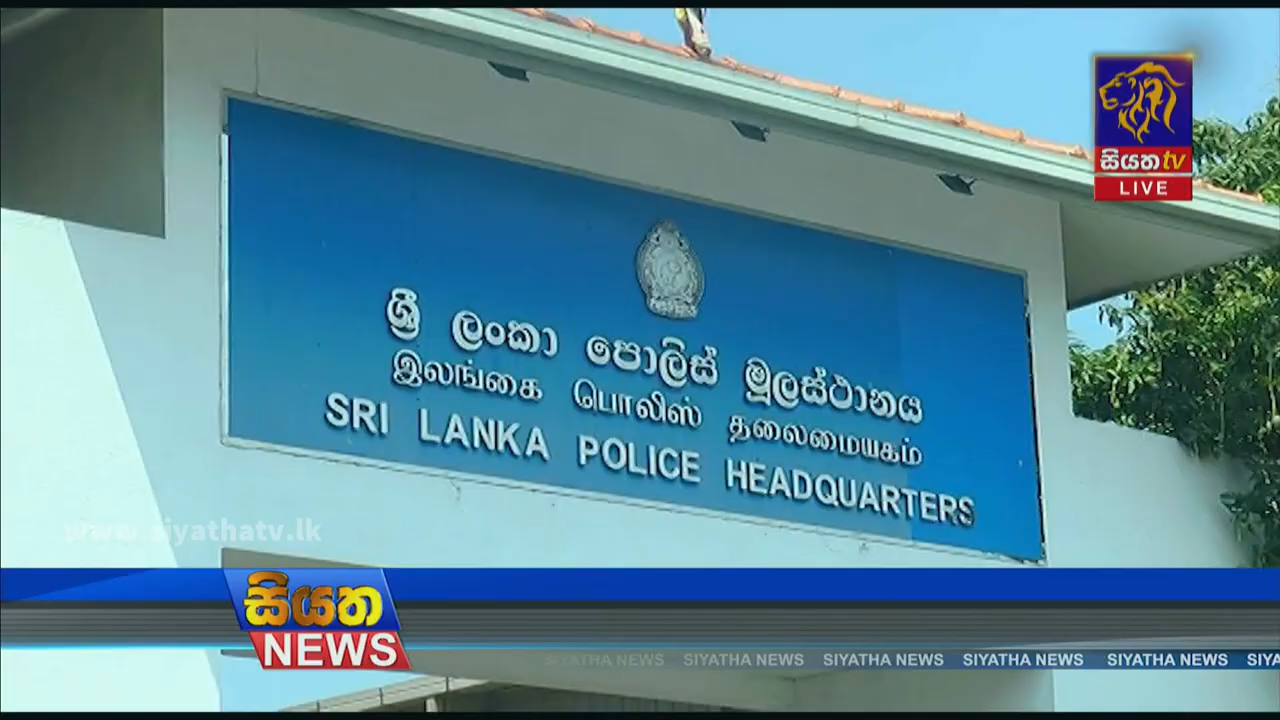 සියත tv
LIVE
ශ්‍රී ලංකා පොලිස් මූලස්ථානය
இலங்கை பொலிஸ் தலைமையகம்
SRI LANKA POLICE HEADQUARTERS
www.siyathatv.lk
සියත
NEWS
SIYATHA NEWS SIYATHA NEWS SIYATHA NEWS SIYATHA NEWS SIYATHA NEWS SIYA